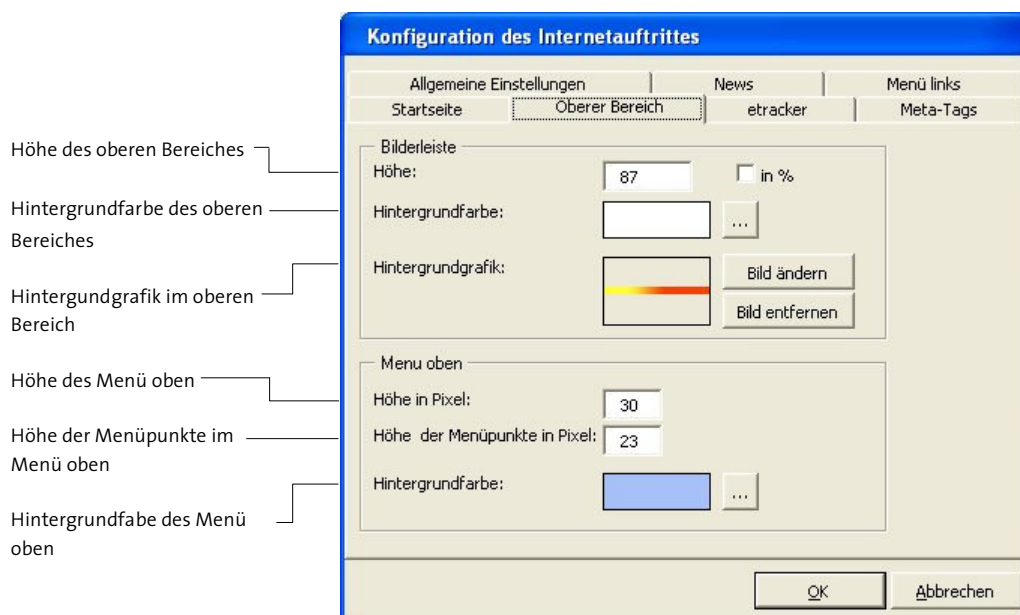 Konfiguration des Internetauftrittes
Allgemeine Einstellungen
News
Menü links
Startseite
Oberer Bereich
etracker
Meta-Tags
Höhe des oberen Bereiches
Hintergrundfarbe des oberen
Bereiches
Hintergundgrafik im oberen
Bereich
Höhe des Menü oben
Höhe der Menüpunkte im
Menü oben
Hintergrundfabe des Menü
oben
Bilderleiste
Höhe:
87
in %
Hintergrundfarbe:
...
Hintergrundgrafik:
Bild ändern
Bild entfernen
Menu oben
Höhe in Pixel:
30
Höhe der Menüpunkte in Pixel:
23
Hintergrundfarbe:
...
OK
Abbrechen